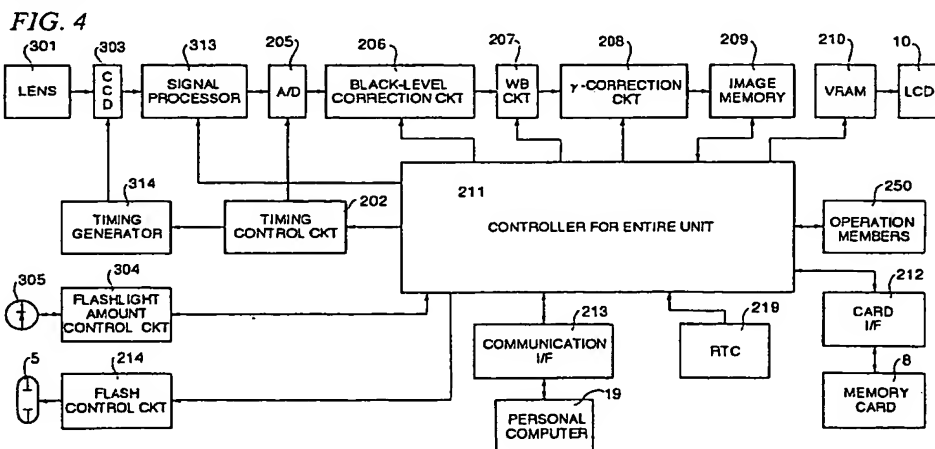 FIG. 4
301 303 313 205 206 207 208 209 210 10
LENS
CCD
SIGNAL
PROCESSOR
A/D
BLACK-LEVEL
CORRECTION CKT
WB
CKT
γ-CORRECTION
CKT
IMAGE
MEMORY
VRAM
LCD
314
TIMING
GENERATOR
202
TIMING
CONTROL CKT
211
CONTROLLER FOR ENTIRE UNIT
250
OPERATION
MEMBERS
305
304
FLASHLIGHT
AMOUNT
CONTROL CKT
213
COMMUNICATION
I/F
219
RTC
212
CARD
I/F
5
214
FLASH
CONTROL CKT
19
PERSONAL
COMPUTER
8
MEMORY
CARD